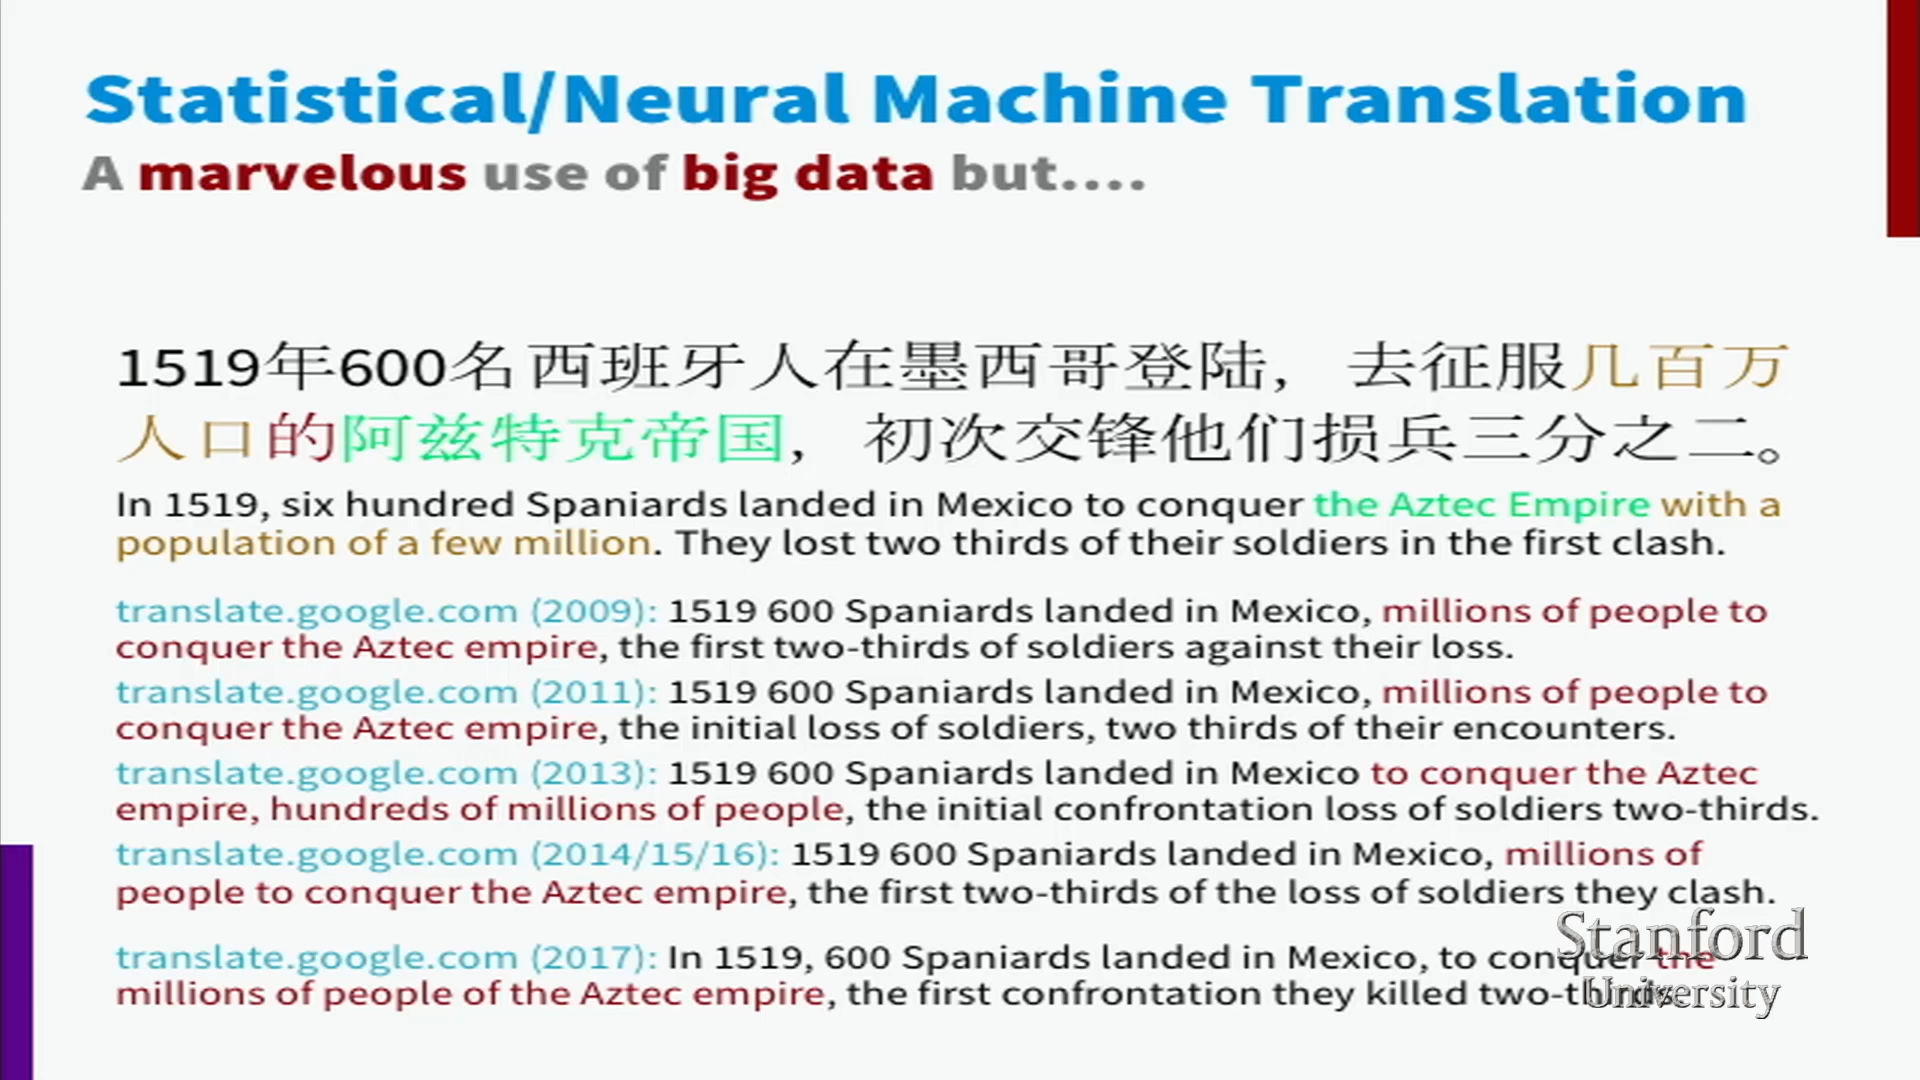 Statistical/Neural Machine Translation
A marvelous use of big data but....
1519年600名西班牙人在墨西哥登陆，去征服几百万
人口的阿兹特克帝国，初次交锋他们损兵三分之二。
In 1519, six hundred Spaniards landed in Mexico to conquer the Aztec Empire with a
population of a few million. They lost two thirds of their soldiers in the first clash.
translate.google.com (2009): 1519 600 Spaniards landed in Mexico, millions of people to
conquer the Aztec empire, the first two-thirds of soldiers against their loss.
translate.google.com (2011): 1519 600 Spaniards landed in Mexico, millions of people to
conquer the Aztec empire, the initial loss of soldiers, two thirds of their encounters.
translate.google.com (2013): 1519 600 Spaniards landed in Mexico to conquer the Aztec
empire, hundreds of millions of people, the initial confrontation loss of soldiers two-thirds.
translate.google.com (2014/15/16): 1519 600 Spaniards landed in Mexico, millions of
people to conquer the Aztec empire, the first two-thirds of the loss of soldiers they clash.
translate.google.com (2017): In 1519, 600 Spaniards landed in Mexico, to conquer the
millions of people of the Aztec empire, the first confrontation they killed two-thirds.
Stanford
University